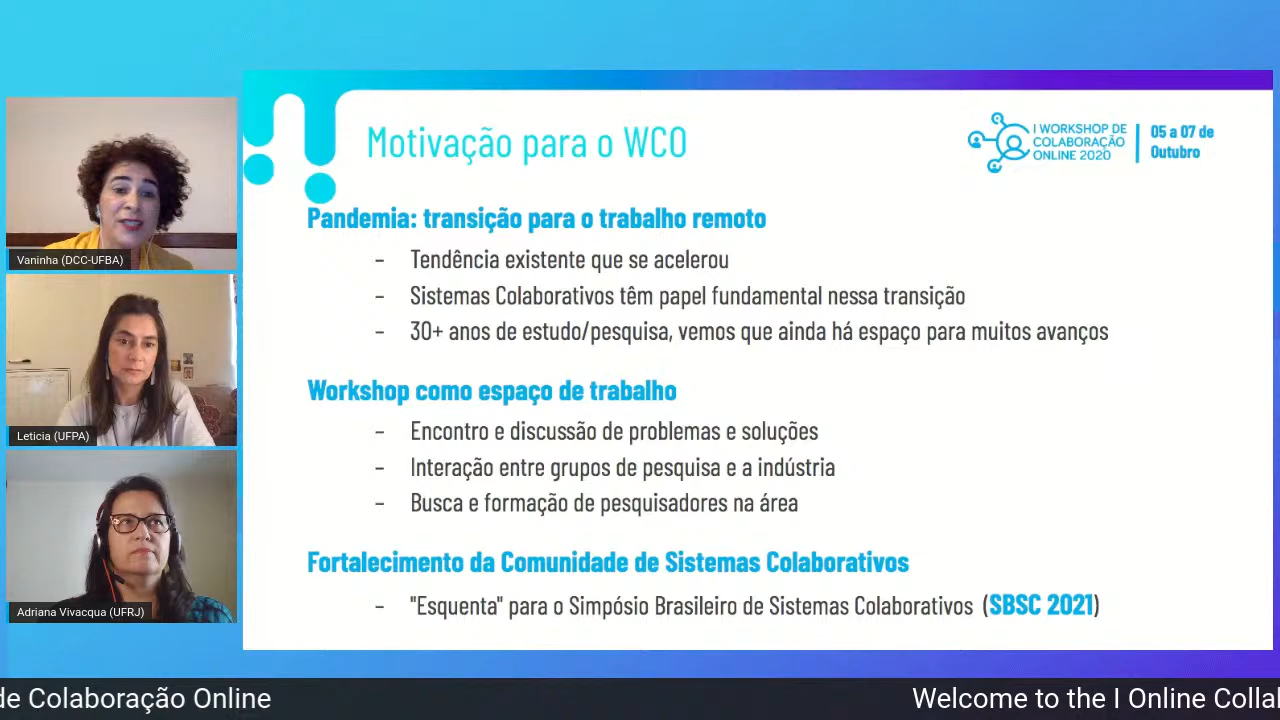 Motivação para o WCO
I WORKSHOP DE
COLABORAÇÃO
ONLINE 2020
05 a 07 de
Outubro
Pandemia: transição para o trabalho remoto
- Tendência existente que se acelerou
- Sistemas Colaborativos têm papel fundamental nessa transição
- 30+ anos de estudo/pesquisa, vemos que ainda há espaço para muitos avanços
Workshop como espaço de trabalho
- Encontro e discussão de problemas e soluções
- Interação entre grupos de pesquisa e a indústria
- Busca e formação de pesquisadores na área
Fortalecimento da Comunidade de Sistemas Colaborativos
- "Esquenta" para o Simpósio Brasileiro de Sistemas Colaborativos (SBSC 2021)
Vaninha (DCC-UFBA)
Leticia (UFPA)
Adriana Vivacqua (UFRJ)
de Colaboração Online
Welcome to the I Online Collab